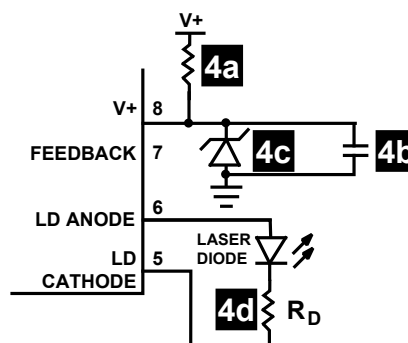 V+
4a
V+ 8
4c
4b
FEEDBACK 7
LD ANODE 6
LASER
DIODE
LD 5
CATHODE
4d
RD